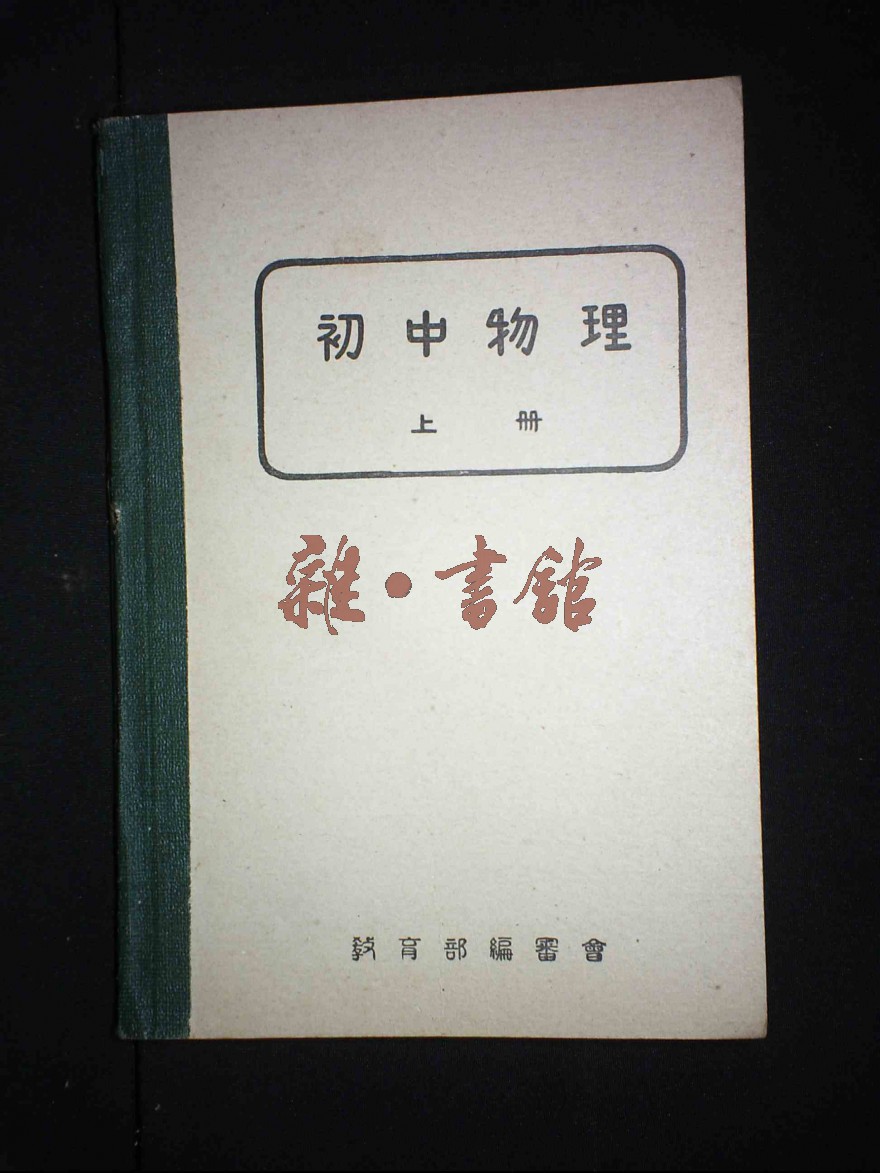 初中物理
上册
雜·書館
教育部編審會